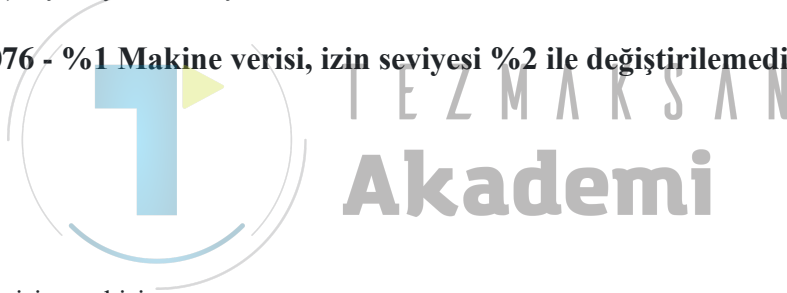 076 - %1 Makine verisi, izin seviyesi %2 ile değiştirilemedi
TEZMAKSAN
Akademi